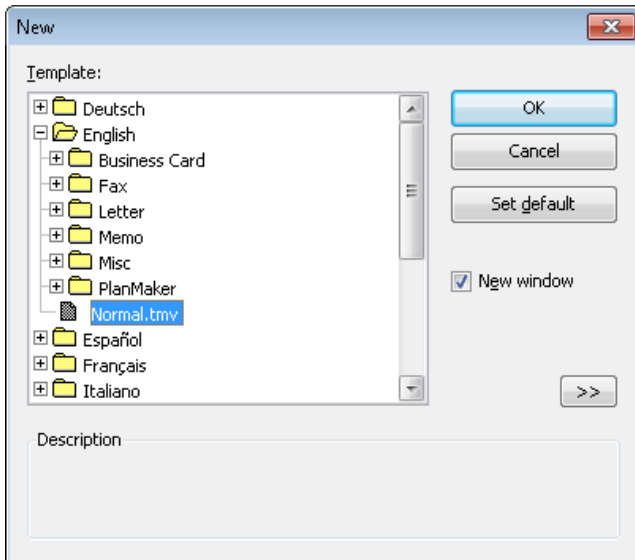 New
Template:
Deutsch
English
Business Card
Fax
Letter
Memo
Misc
PlanMaker
Normal.tmv
Español
Français
Italiano
OK
Cancel
Set default
New window
>>
Description